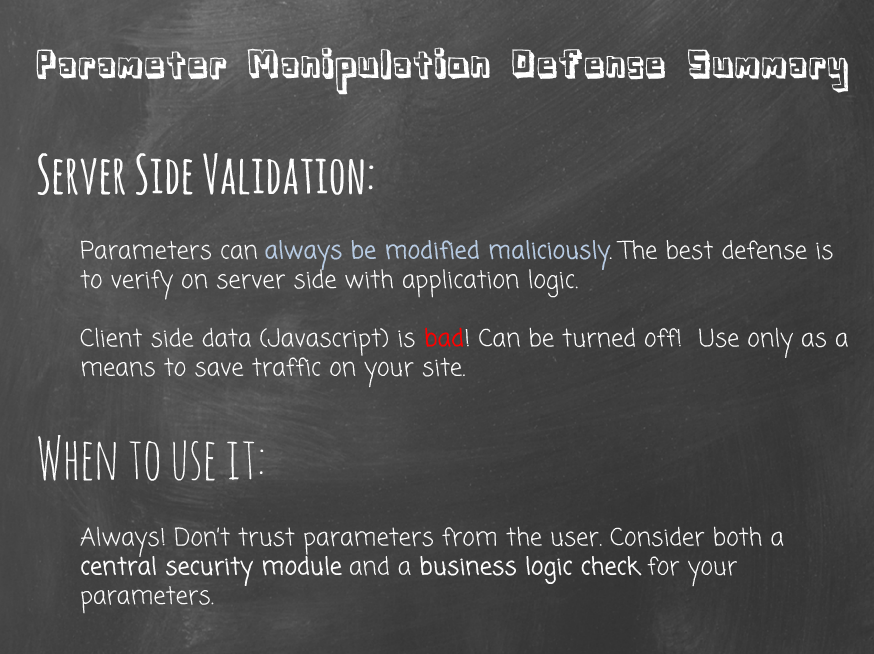 Parameter Manipulation Defense Summary
Server Side Validation:
Parameters can always be modified maliciously. The best defense is
to verify on server side with application logic.
Client side data (Javascript) is bad! Can be turned off!  Use only as a
means to save traffic on your site.
When to use it:
Always! Don't trust parameters from the user. Consider both a
central security module and a business logic check for your
parameters.